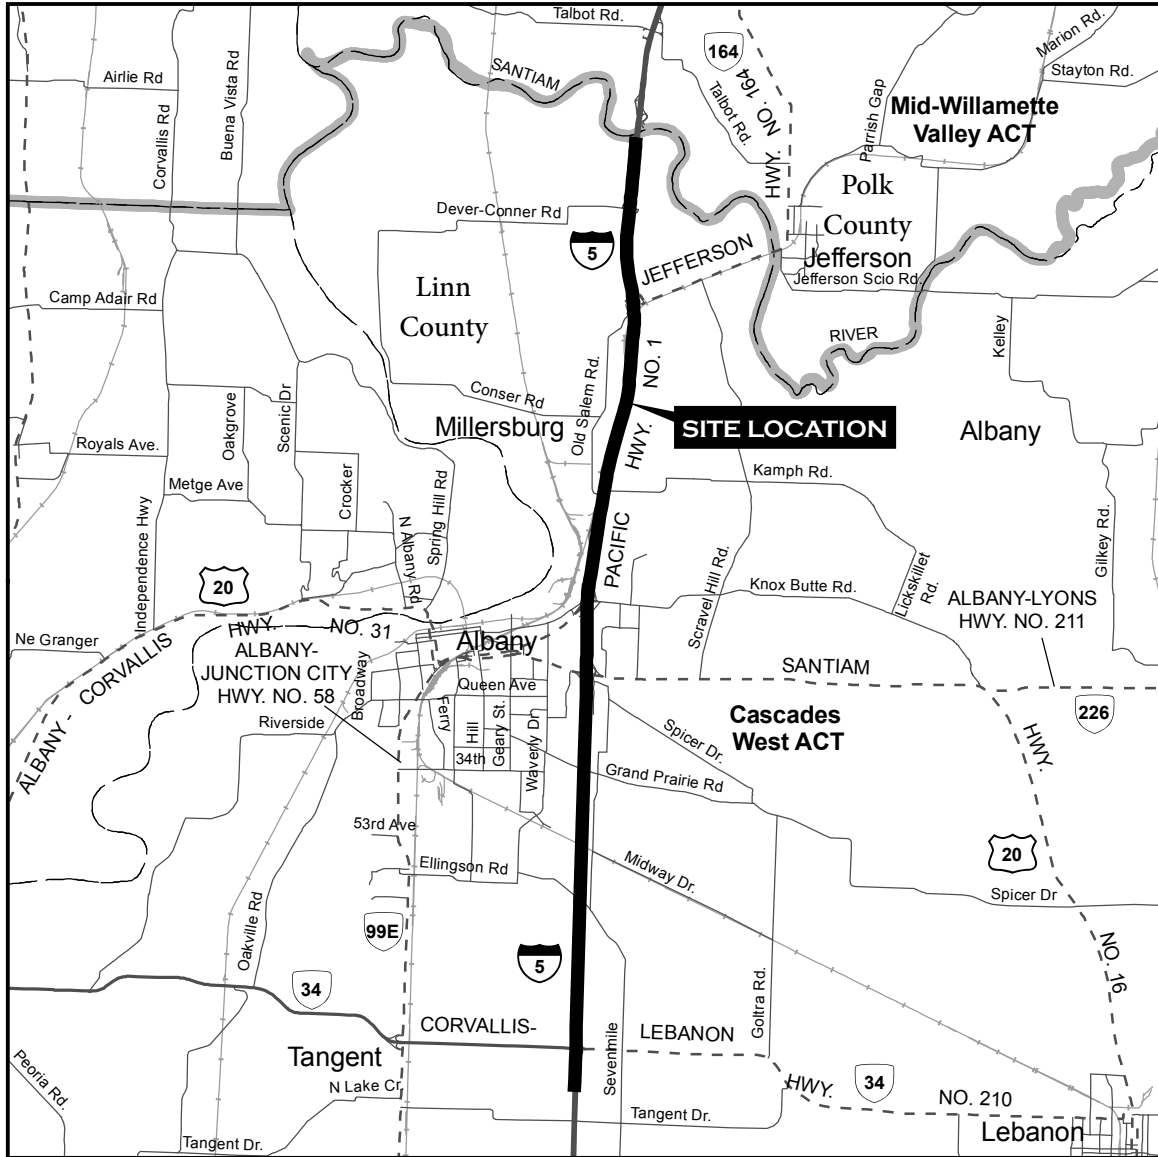 Talbot Rd.
Marion Rd.
164
Airlie Rd
SANTIAM
Stayton Rd.
Buena Vista Rd
Corvallis Rd
HWY. NO. 164
Talbot Rd.
Parrish Gap
Mid-Willamette
Valley ACT
Polk
County
Dever-Conner Rd
5
JEFFERSON
Jefferson
Jefferson Scio Rd.
Linn
County
Camp Adair Rd
RIVER
Kelley
NO. 1
Conser Rd
Old Salem Rd.
Oakgrove
Scenic Dr
Millersburg
SITE LOCATION
Albany
HWY.
Royals Ave.
Metge Ave
Crocker
Spring Hill Rd
Kamph Rd.
Independence Hwy
N Albany Rd
PACIFIC
Scravel Hill Rd.
Gilkey Rd.
20
Knox Butte Rd.
Lickskillet
Rd.
ALBANY-LYONS
HWY. NO. 211
Ne Granger
ALBANY - CORVALLIS
HWY.
NO. 31
Albany
ALBANY-
JUNCTION CITY
HWY. NO. 58
SANTIAM
Broadway
Queen Ave
226
Riverside
Ferry
Hill
Geary St.
Waverly Dr
34th
Cascades
West ACT
Spicer Dr.
HWY.
Grand Prairie Rd
53rd Ave
20
Ellingson Rd
Midway Dr.
Spicer Dr
Oakville Rd
99E
5
NO. 16
34
Goltra Rd.
CORVALLIS-
LEBANON
Tangent
Sevenmile
Peoria Rd.
N Lake Cr
HWY.
34
NO. 210
Tangent Dr.
Lebanon
Tangent Dr.